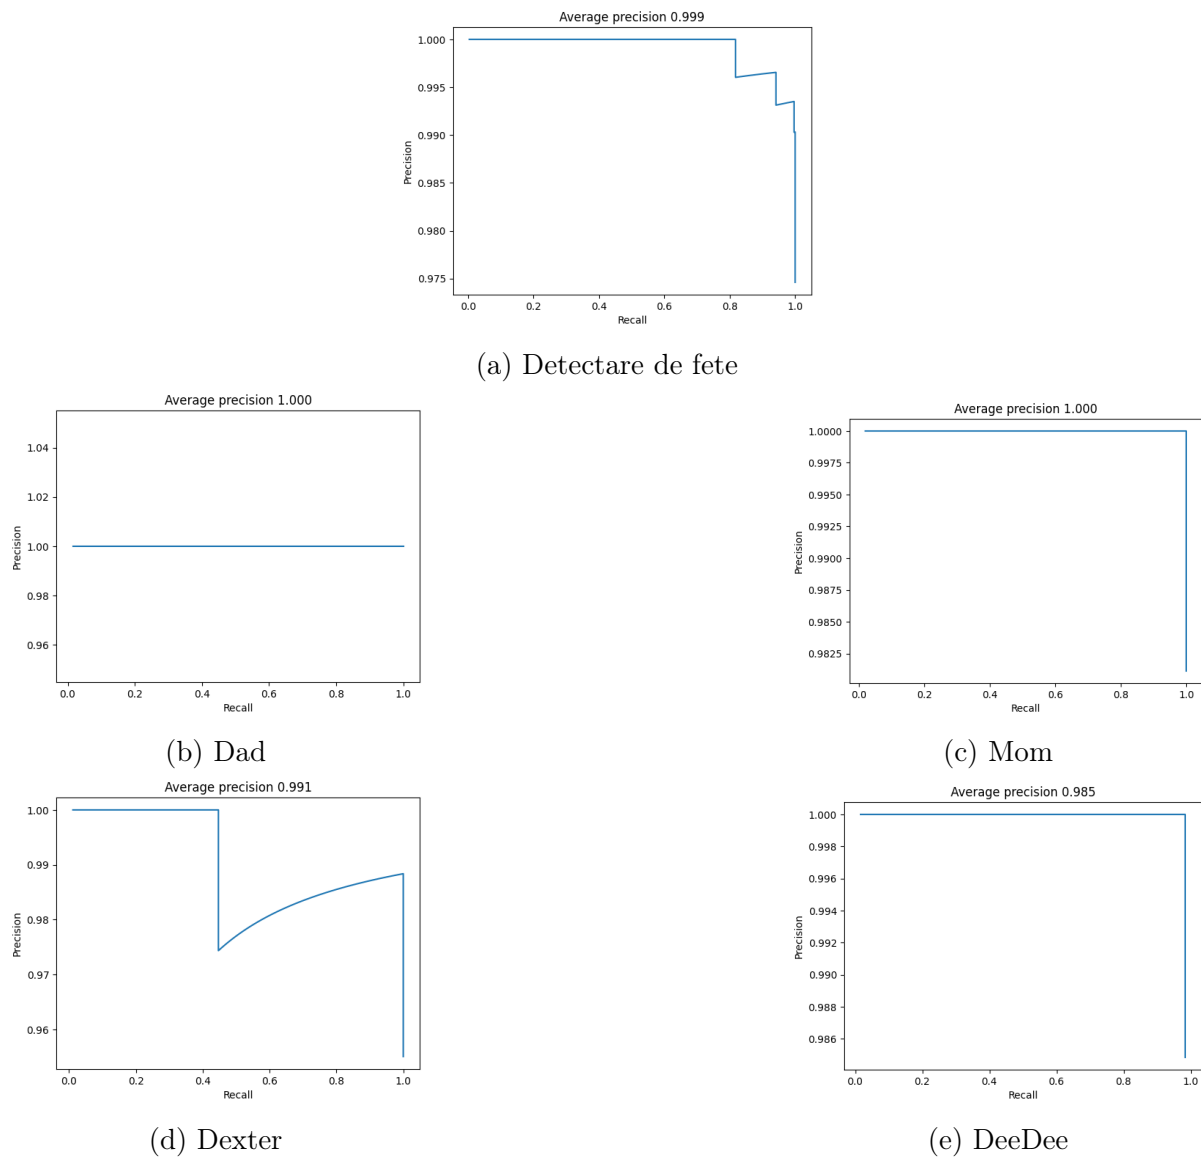 Average precision 0.999
1.000
0.995
0.990
0.985
0.980
0.975
Precision
0.0 0.2 0.4 0.6 0.8 1.0
Recall
(a) Detectare de fete
Average precision 1.000
1.04
1.02
1.00
0.98
0.96
Precision
0.0 0.2 0.4 0.6 0.8 1.0
Recall
(b) Dad
Average precision 1.000
1.0000
0.9975
0.9950
0.9925
0.9900
0.9875
0.9850
0.9825
Precision
0.0 0.2 0.4 0.6 0.8 1.0
Recall
(c) Mom
Average precision 0.991
1.00
0.99
0.98
0.97
0.96
Precision
0.0 0.2 0.4 0.6 0.8 1.0
Recall
(d) Dexter
Average precision 0.985
1.000
0.998
0.996
0.994
0.992
0.990
0.988
0.986
Precision
0.0 0.2 0.4 0.6 0.8 1.0
Recall
(e) DeeDee